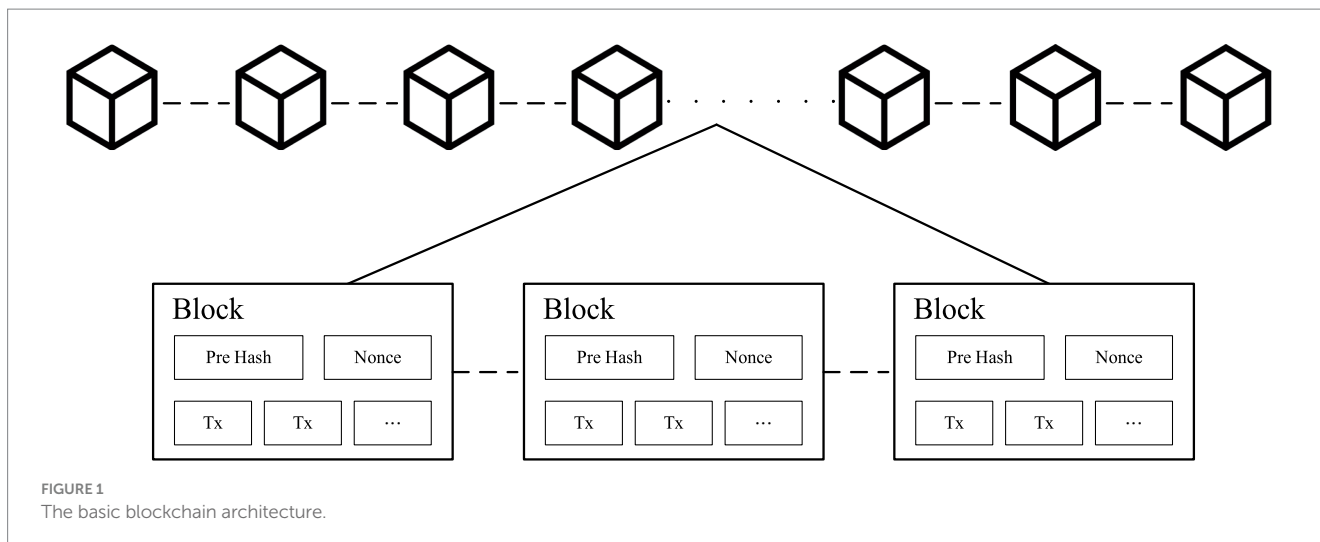 Block Block Block
Pre Hash Nonce Pre Hash Nonce Pre Hash Nonce
Tx Tx ... Tx Tx ... Tx Tx ...
FIGURE 1
The basic blockchain architecture.